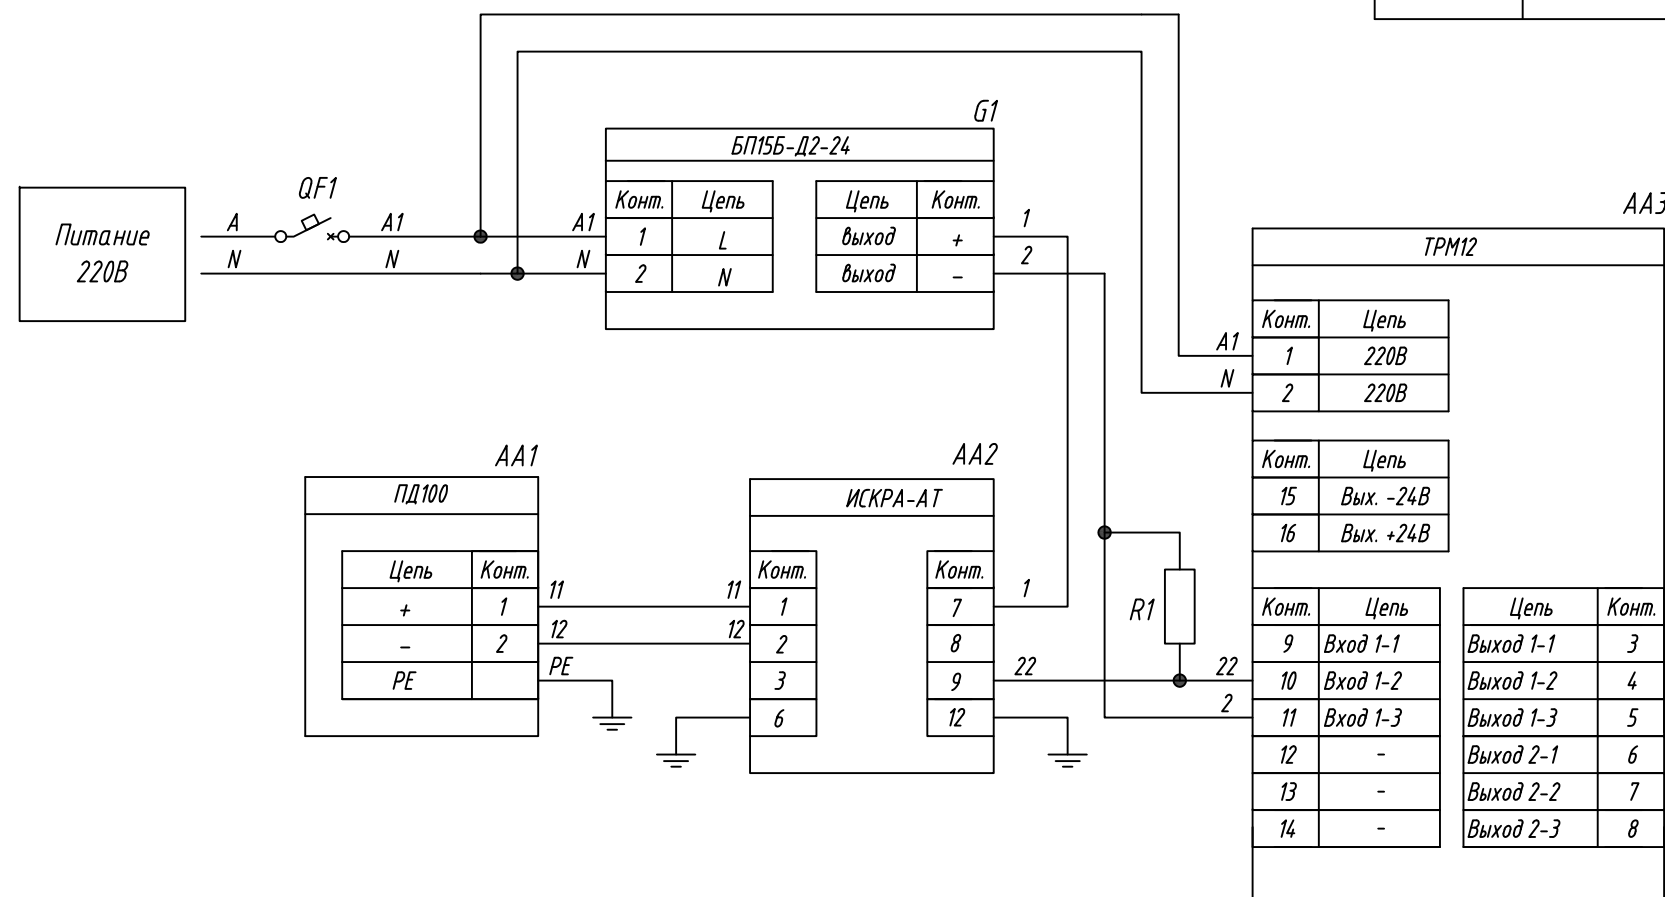 G1
БП15Б-Д2-24
Конт. Цепь
1 L
2 N
Цепь Конт.
выход +
выход -
Питание
220В
QF1
A A1 A1
N N N
1
2
AA3
ТРМ12
Конт. Цепь
1 220В
2 220В
A1
N
Конт. Цепь
15 Вых. -24В
16 Вых. +24В
AA1
ПД100
Цепь Конт.
+ 1
- 2
PE
11 11
12 12
PE
AA2
ИСКРА-АТ
Конт.
1
2
3
6
Конт.
7
8
9
12
1
22 22
2
R1
Конт. Цепь
9 Вход 1-1
10 Вход 1-2
11 Вход 1-3
12 -
13 -
14 -
Цепь Конт.
Выход 1-1 3
Выход 1-2 4
Выход 1-3 5
Выход 2-1 6
Выход 2-2 7
Выход 2-3 8